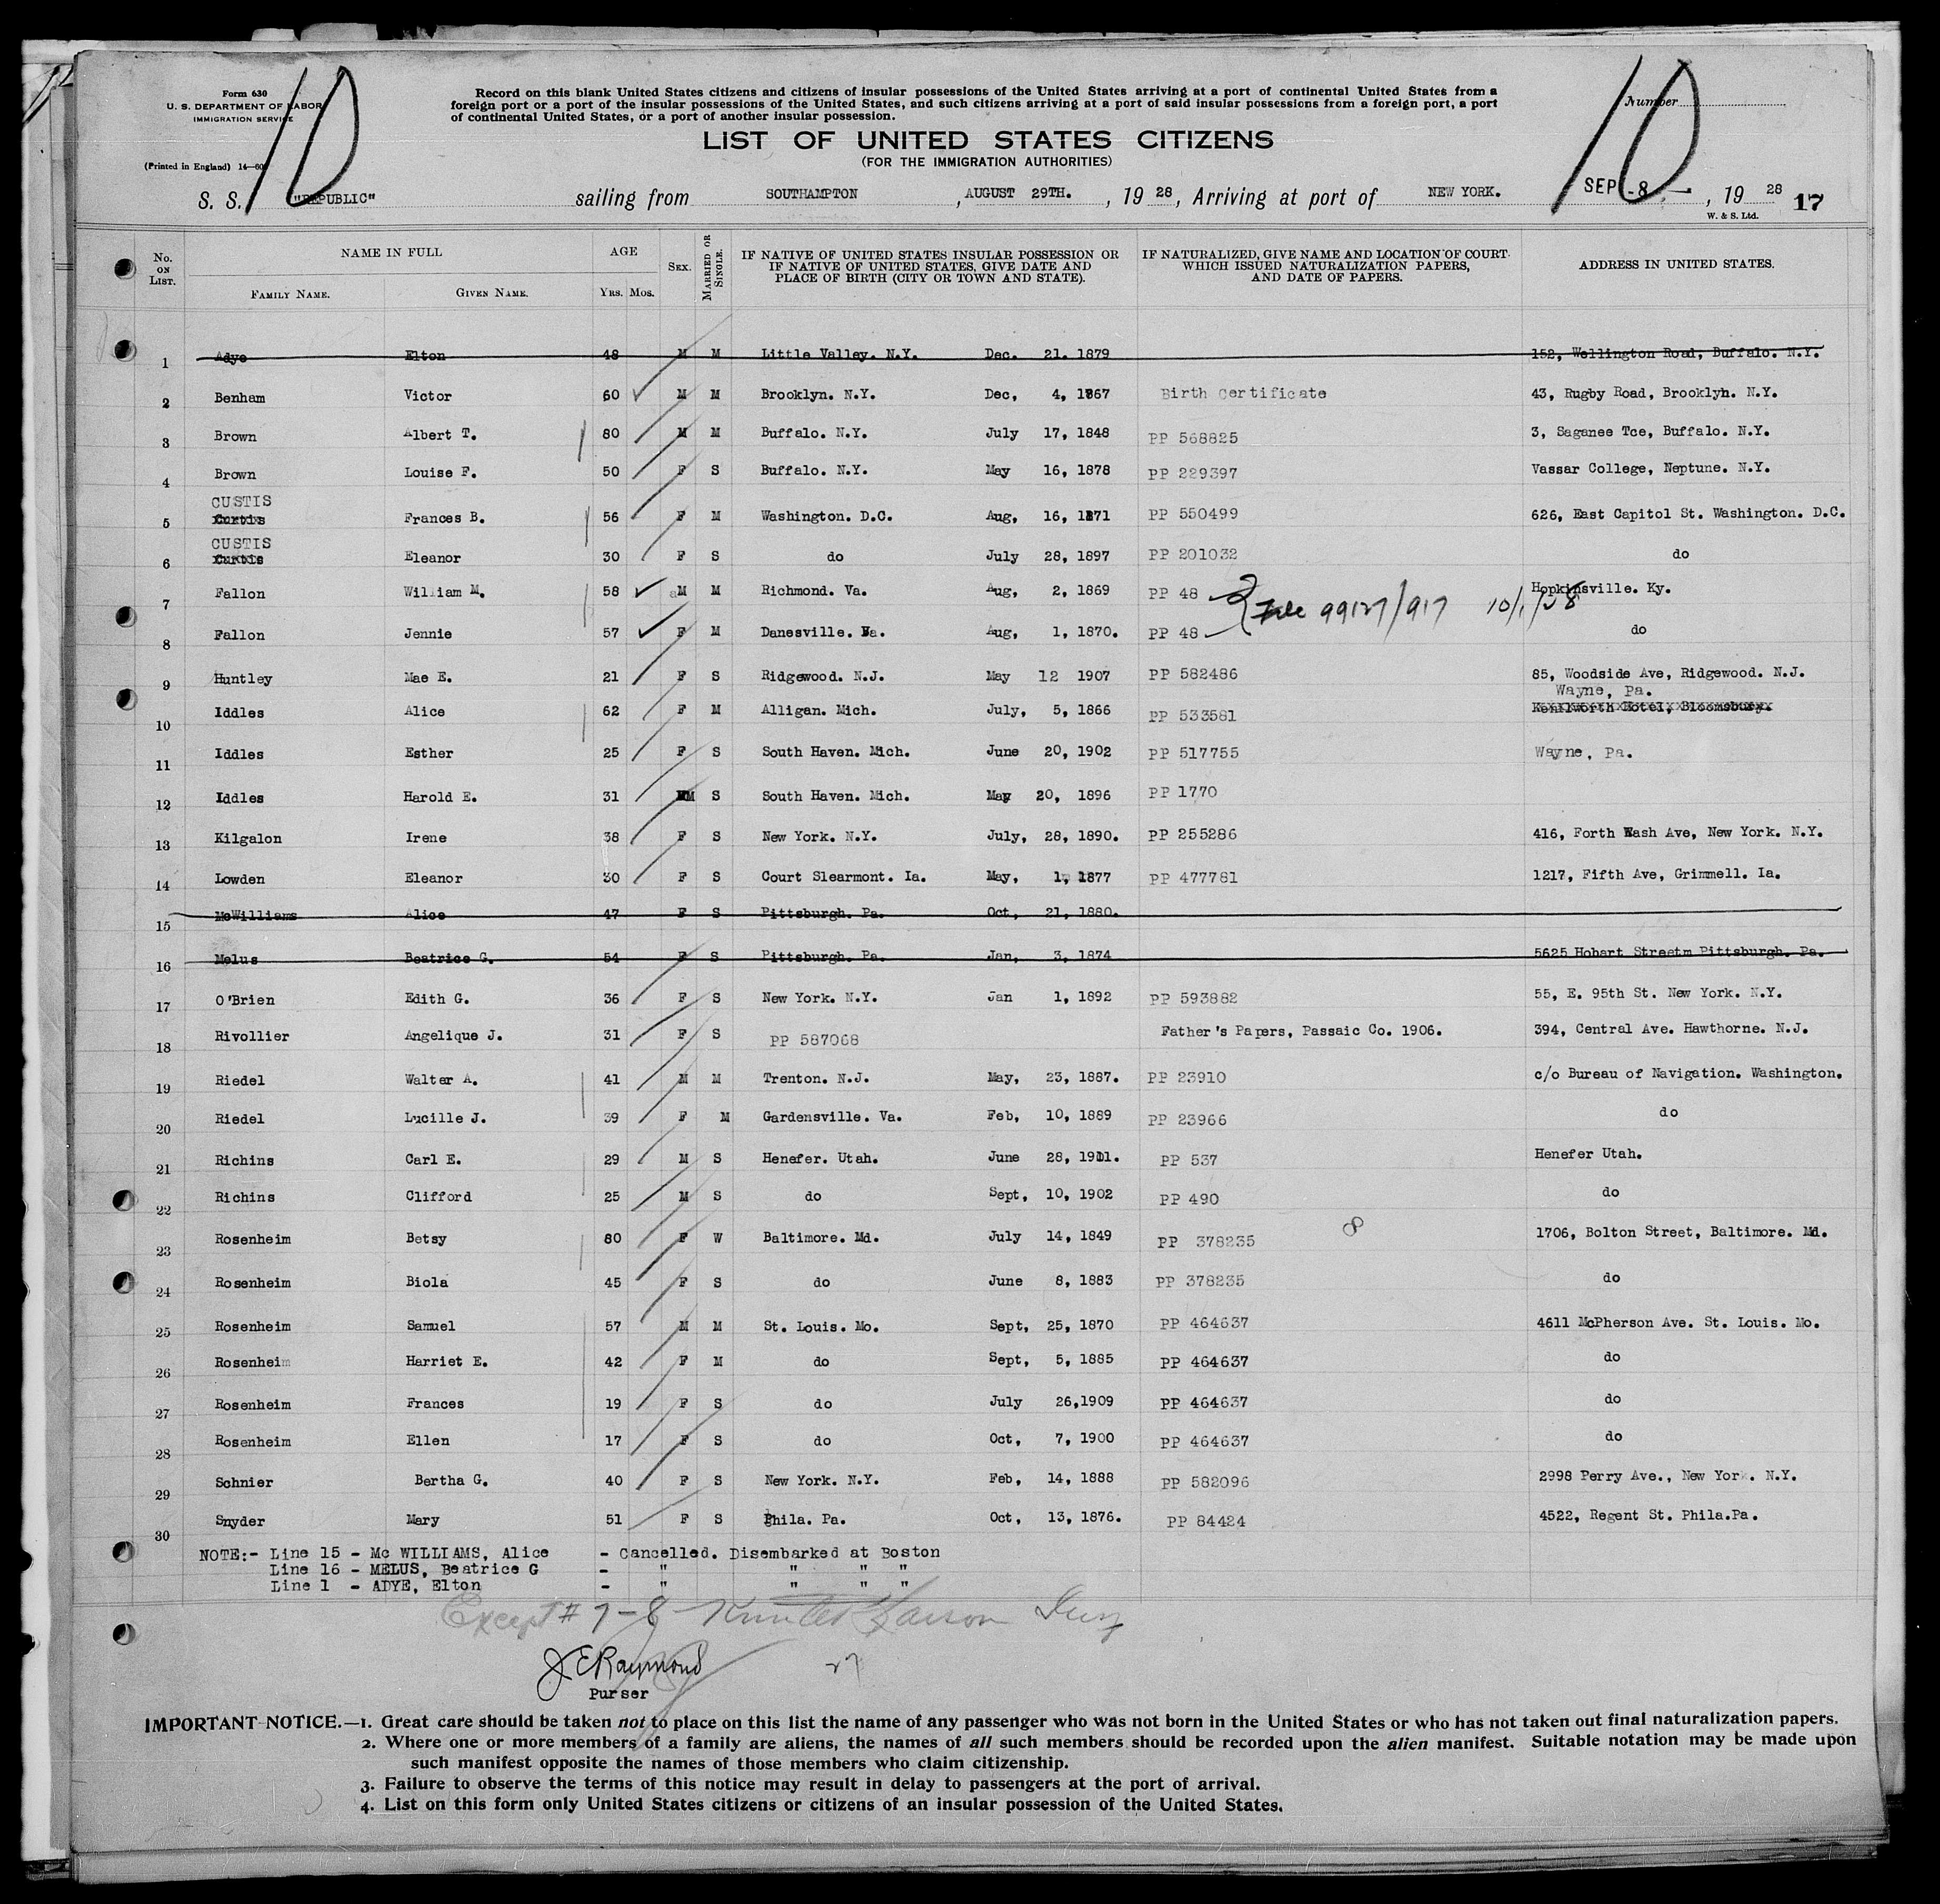 Form 630
U. S. DEPARTMENT OF LABOR
IMMIGRATION SERVICE
(Printed in England) 14—60
10
Record on this blank United States citizens and citizens of insular possessions of the United States arriving at a port of continental United States from a
foreign port or a port of the insular possessions of the United States, and such citizens arriving at a port of said insular possessions from a foreign port, a port
of continental United States, or a port of another insular possession.
Number
10
LIST OF UNITED STATES CITIZENS
(FOR THE IMMIGRATION AUTHORITIES)
S. S. "REPUBLIC" sailing from SOUTHAMPTON, AUGUST 29TH., 19 28, Arriving at port of NEW YORK. SEP -8, 19 28
W. & S. Ltd. 17
No. ON LIST. NAME IN FULL FAMILY NAME. GIVEN NAME. AGE YRS. MOS. SEX. MARRIED OR SINGLE. IF NATIVE OF UNITED STATES INSULAR POSSESSION OR IF NATIVE OF UNITED STATES, GIVE DATE AND PLACE OF BIRTH (CITY OR TOWN AND STATE). IF NATURALIZED, GIVE NAME AND LOCATION OF COURT WHICH ISSUED NATURALIZATION PAPERS, AND DATE OF PAPERS. ADDRESS IN UNITED STATES.
1 Adye Elton 48 M M Little Valley. N.Y. Dec. 21. 1879 152, Wellington Road, Buffalo. N.Y.
2 Benham Victor 60 M M Brooklyn. N.Y. Dec, 4, 1867 Birth Certificate 43, Rugby Road, Brooklyn. N.Y.
3 Brown Albert T. 80 M M Buffalo. N.Y. July 17, 1848 PP 568825 3, Saganee Tce, Buffalo. N.Y.
4 Brown Louise F. 50 F S Buffalo. N.Y. May 16, 1878 PP 229397 Vassar College, Neptune. N.Y.
CUSTIS
5 Curtis Frances B. 56 F M Washington. D.C. Aug, 16, 1871 PP 550499 626, East Capitol St. Washington. D.C.
CUSTIS
6 Curtis Eleanor 30 F S do July 28, 1897 PP 201032 do
7 Fallon William M. 58 M M Richmond. Va. Aug, 2, 1869 PP 48 Hopkinsville. Ky.
File 99127/917 10/1/28
8 Fallon Jennie 57 F M Danesville. Va. Aug, 1, 1870. PP 48 do
9 Huntley Mae E. 21 F S Ridgewood. N.J. May 12 1907 PP 582486 85, Woodside Ave, Ridgewood. N.J.
Wayne, Pa.
10 Iddles Alice 62 F M Alligan. Mich. July, 5, 1866 PP 533581 Kenilworth Hotel, Bloomsbury.
11 Iddles Esther 25 F S South Haven. Mich. June 20, 1902 PP 517755 Wayne, Pa.
12 Iddles Harold E. 31 M S South Haven. Mich. May 20, 1896 PP 1770
13 Kilgalon Irene 38 F S New York. N.Y. July, 28, 1890. PP 255286 416, Forth Wash Ave, New York. N.Y.
14 Lowden Eleanor 30 F S Court Slearmont. Ia. May, 1, 1877 PP 477781 1217, Fifth Ave, Grimmell. Ia.
15 McWilliams Alice 47 F S Pittsburgh. Pa. Oct, 21, 1880.
16 Melus Beatrice G. 54 F S Pittsburgh. Pa. Jan, 3, 1874 5625 Hobart Streetm Pittsburgh. Pa.
17 O'Brien Edith G. 36 F S New York. N.Y. Jan 1, 1892 PP 593882 55, E. 95th St. New York. N.Y.
18 Rivollier Angelique J. 31 F S PP 587068 Father's Papers, Passaic Co. 1906. 394, Central Ave. Hawthorne. N.J.
19 Riedel Walter A. 41 M M Trenton. N.J. May, 23, 1887. PP 23910 c/o Bureau of Navigation. Washington.
20 Riedel Lucille J. 39 F M Gardensville. Va. Feb, 10, 1889 PP 23966 do
21 Richins Carl E. 29 M S Henefer. Utah. June 28, 1901. PP 537 Henefer Utah.
22 Richins Clifford 25 M S do Sept, 10, 1902 PP 490 do
23 Rosenheim Betsy 80 F W Baltimore. Md. July 14, 1849 PP 378235 8 1706, Bolton Street, Baltimore. Md.
24 Rosenheim Biola 45 F S do June 8, 1883 PP 378235 do
25 Rosenheim Samuel 57 M M St. Louis. Mo. Sept, 25, 1870 PP 464637 4611 McPherson Ave. St. Louis. Mo.
26 Rosenheim Harriet E. 42 F M do Sept, 5, 1885 PP 464637 do
27 Rosenheim Frances 19 F S do July 26,1909 PP 464637 do
28 Rosenheim Ellen 17 F S do Oct, 7, 1900 PP 464637 do
29 Schnier Bertha G. 40 F S New York. N.Y. Feb, 14, 1888 PP 582096 2998 Perry Ave., New York. N.Y.
30 Snyder Mary 51 F S Phila. Pa. Oct, 13, 1876. PP 84424 4522, Regent St. Phila.Pa.
NOTE:- Line 15 - Mc WILLIAMS, Alice - Cancelled. Disembarked at Boston
Line 16 - MELUS, Beatrice G - " " " "
Line 1 - ADYE, Elton - " " " "
Except # 7-8
J E Raymond
Purser
27
IMPORTANT NOTICE.—1. Great care should be taken not to place on this list the name of any passenger who was not born in the United States or who has not taken out final naturalization papers.
2. Where one or more members of a family are aliens, the names of all such members should be recorded upon the alien manifest. Suitable notation may be made upon
such manifest opposite the names of those members who claim citizenship.
3. Failure to observe the terms of this notice may result in delay to passengers at the port of arrival.
4. List on this form only United States citizens or citizens of an insular possession of the United States.